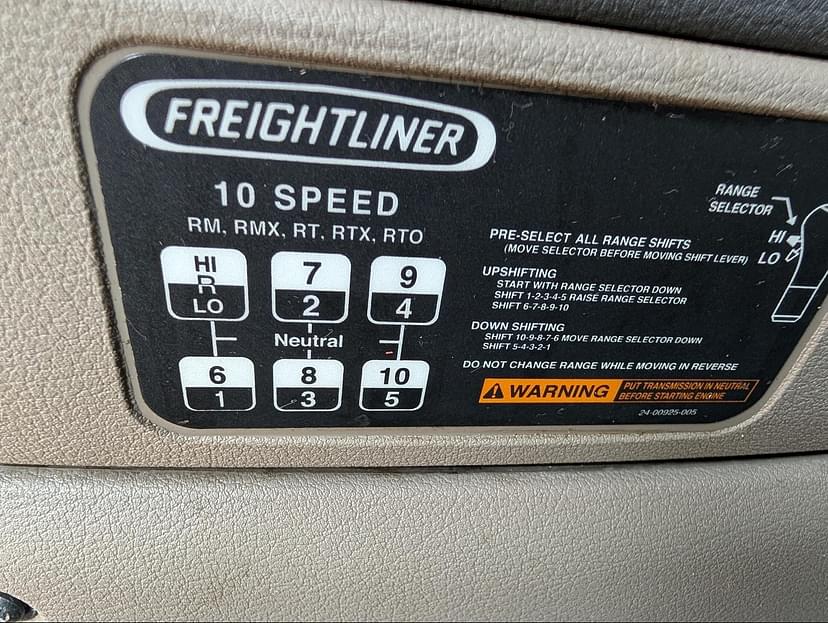 FREIGHTLINER
10 SPEED
RM, RMX, RT, RTX, RTO
HI
R
LO
7
2
9
4
Neutral
6
1
8
3
10
5
RANGE
SELECTOR
HI
LO
PRE-SELECT ALL RANGE SHIFTS
(MOVE SELECTOR BEFORE MOVING SHIFT LEVER)
UPSHIFTING
START WITH RANGE SELECTOR DOWN
SHIFT 1-2-3-4-5 RAISE RANGE SELECTOR
SHIFT 6-7-8-9-10
DOWN SHIFTING
SHIFT 10-9-8-7-6 MOVE RANGE SELECTOR DOWN
SHIFT 5-4-3-2-1
DO NOT CHANGE RANGE WHILE MOVING IN REVERSE
WARNING
PUT TRANSMISSION IN NEUTRAL
BEFORE STARTING ENGINE
24-00925-005